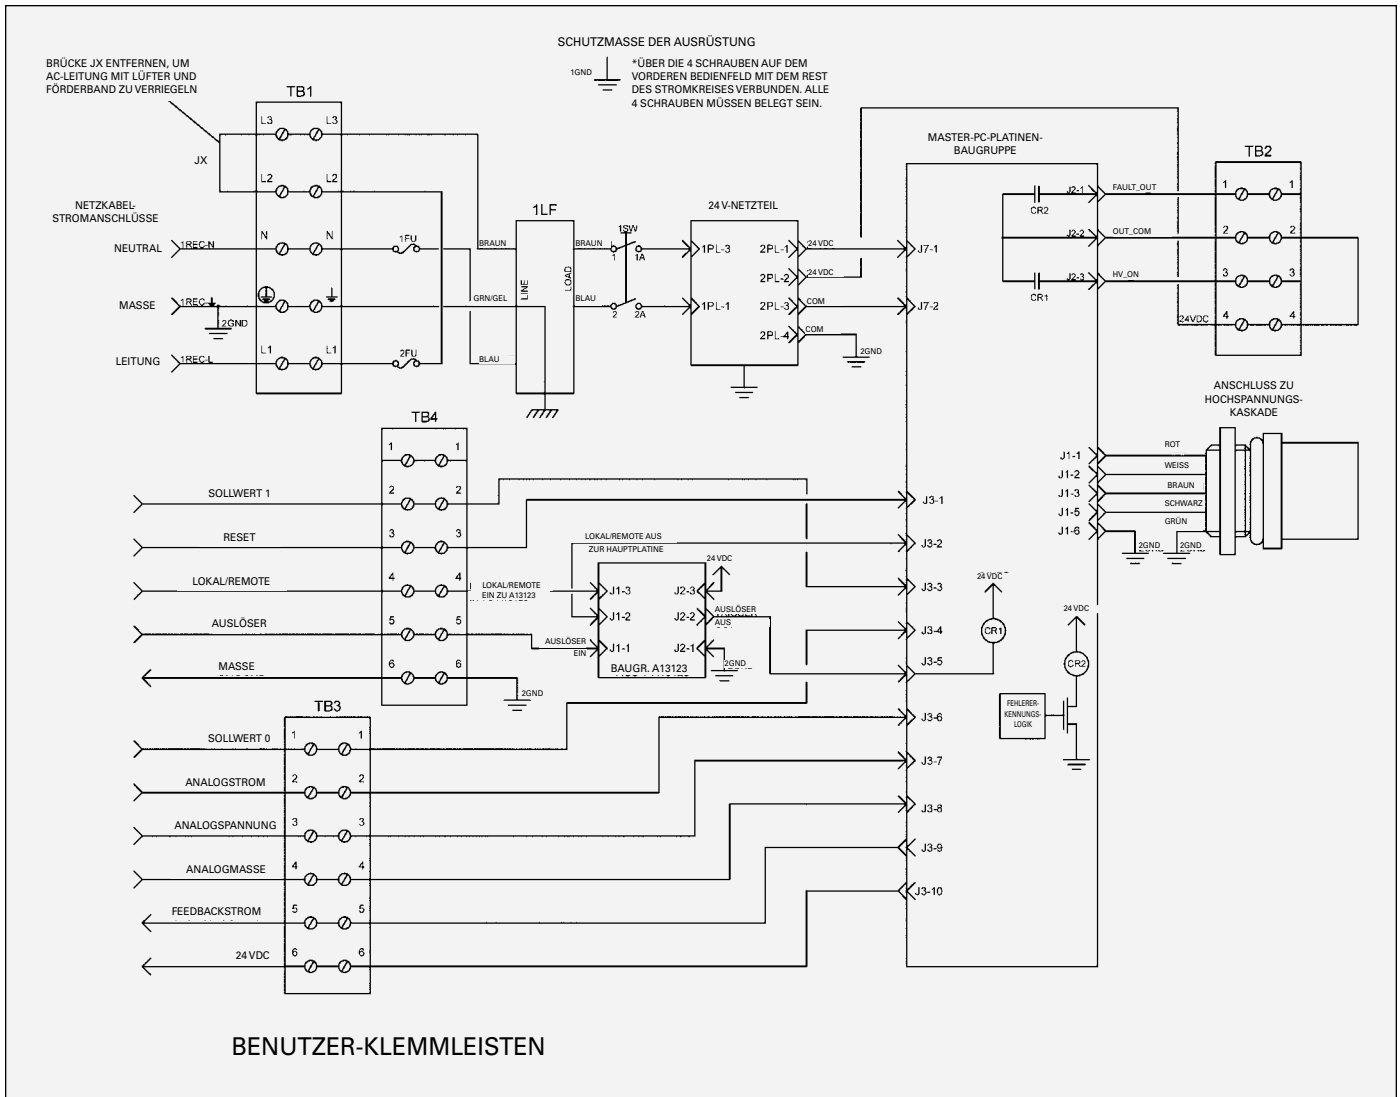 SCHUTZMASSE DER AUSRÜSTUNG
1GND
*ÜBER DIE 4 SCHRAUBEN AUF DEM
VORDEREN BEDIENFELD MIT DEM REST
DES STROMKREISES VERBUNDEN. ALLE
4 SCHRAUBEN MÜSSEN BELEGT SEIN.
BRÜCKE JX ENTFERNEN, UM
AC-LEITUNG MIT LÜFTER UND
FÖRDERBAND ZU VERRIEGELN
TB1
L3 L3
JX
L2 L2
NETZKABEL-
STROMANSCHLÜSSE
NEUTRAL 1REC-N N N 1FU
MASSE 1REC
2GND
LEITUNG 1REC-L L1 L1 2FU
BRAUN
GRN/GEL
BLAU
1LF
LINE
LOAD
BRAUN
BLAU
1SW
1 1A
2 2A
24 V-NETZTEIL
1PL-3
1PL-1
2PL-1 24 VDC
2PL-2 24 VDC
2PL-3 COM
2PL-4 COM
2GND
MASTER-PC-PLATINEN-
BAUGRUPPE
J7-1
J7-2
CR2
CR1
J2-1 FAULT_OUT
J2-2 OUT_COM
J2-3 HV_ON
24VDC
TB2
1 1
2 2
3 3
4 4
ANSCHLUSS ZU
HOCHSPANNUNGS-
KASKADE
J1-1 ROT
J1-2 WEISS
J1-3 BRAUN
J1-5 SCHWARZ
J1-6 GRÜN
2GND 2GND
TB4
1 1
SOLLWERT 1 2 2
RESET 3 3
LOKAL/REMOTE 4 4
AUSLÖSER 5 5
MASSE 6 6
2GND
LOKAL/REMOTE
EIN ZU A13123
AUSLÖSER
EIN
LOKAL/REMOTE AUS
ZUR HAUPTPLATINE
24 VDC
J1-3 J2-3
J1-2 J2-2
J1-1 J2-1
BAUGR. A13123
AUSLÖSER
AUS
2GND
J3-1
J3-2
J3-3
J3-4
J3-5
J3-6
J3-7
J3-8
J3-9
J3-10
24 VDC
CR1
24 VDC
CR2
FEHLERER-
KENNUNGS-
LOGIK
TB3
SOLLWERT 0 1 1
ANALOGSTROM 2 2
ANALOGSPANNUNG 3 3
ANALOGMASSE 4 4
FEEDBACKSTROM 5 5
24 VDC 6 6
BENUTZER-KLEMMLEISTEN